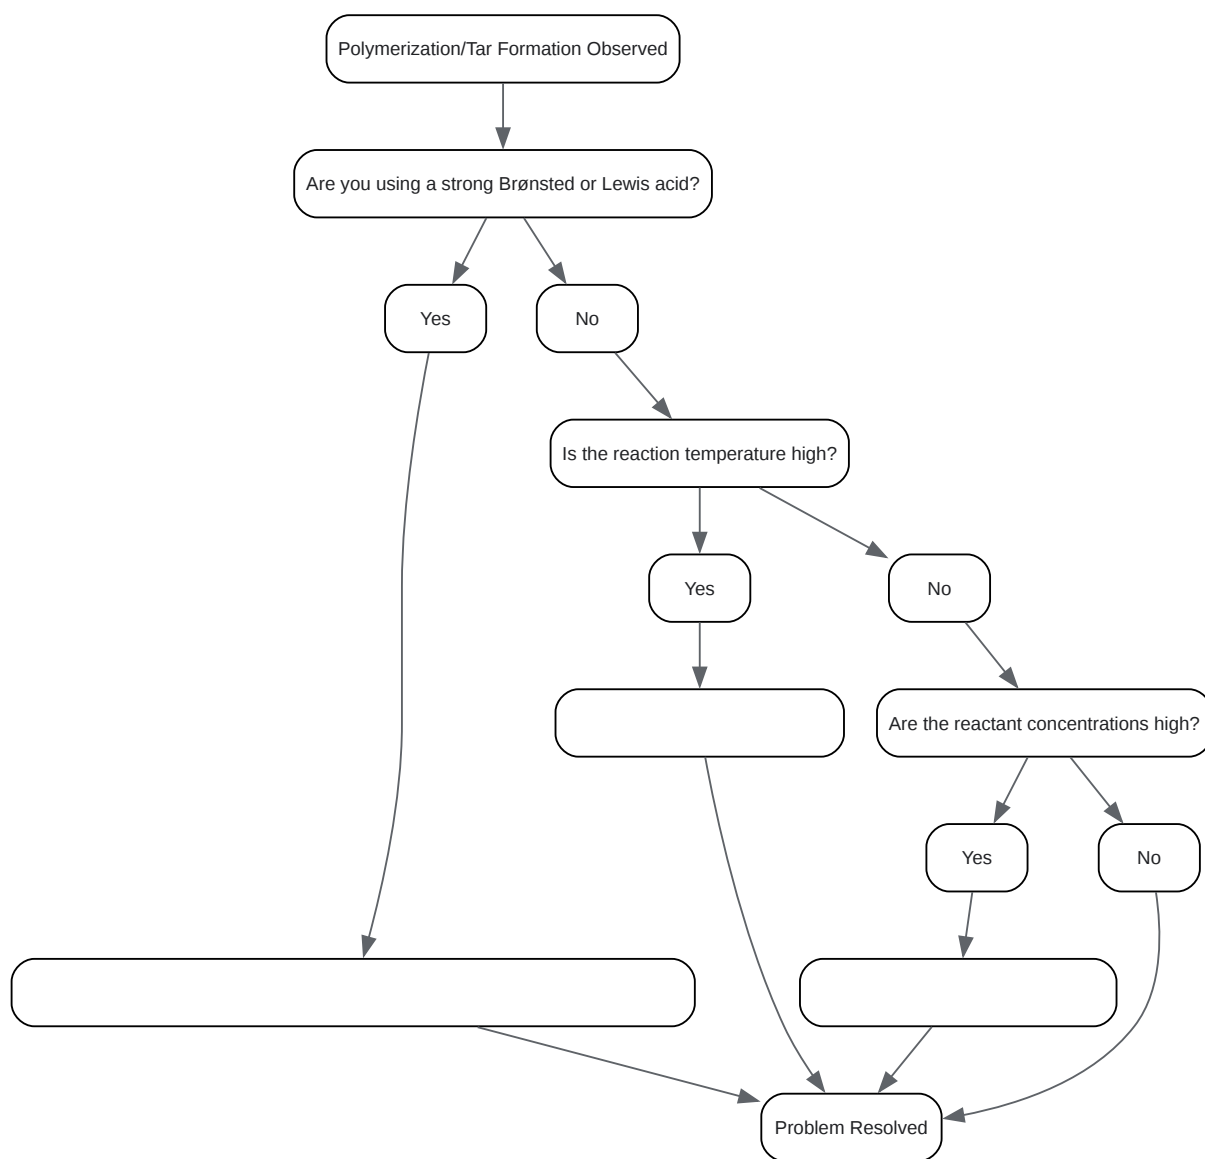 Polymerization/Tar Formation Observed
Are you using a strong Brønsted or Lewis acid?
Yes
No
Is the reaction temperature high?
Yes
No
Are the reactant concentrations high?
Yes
No
Problem Resolved